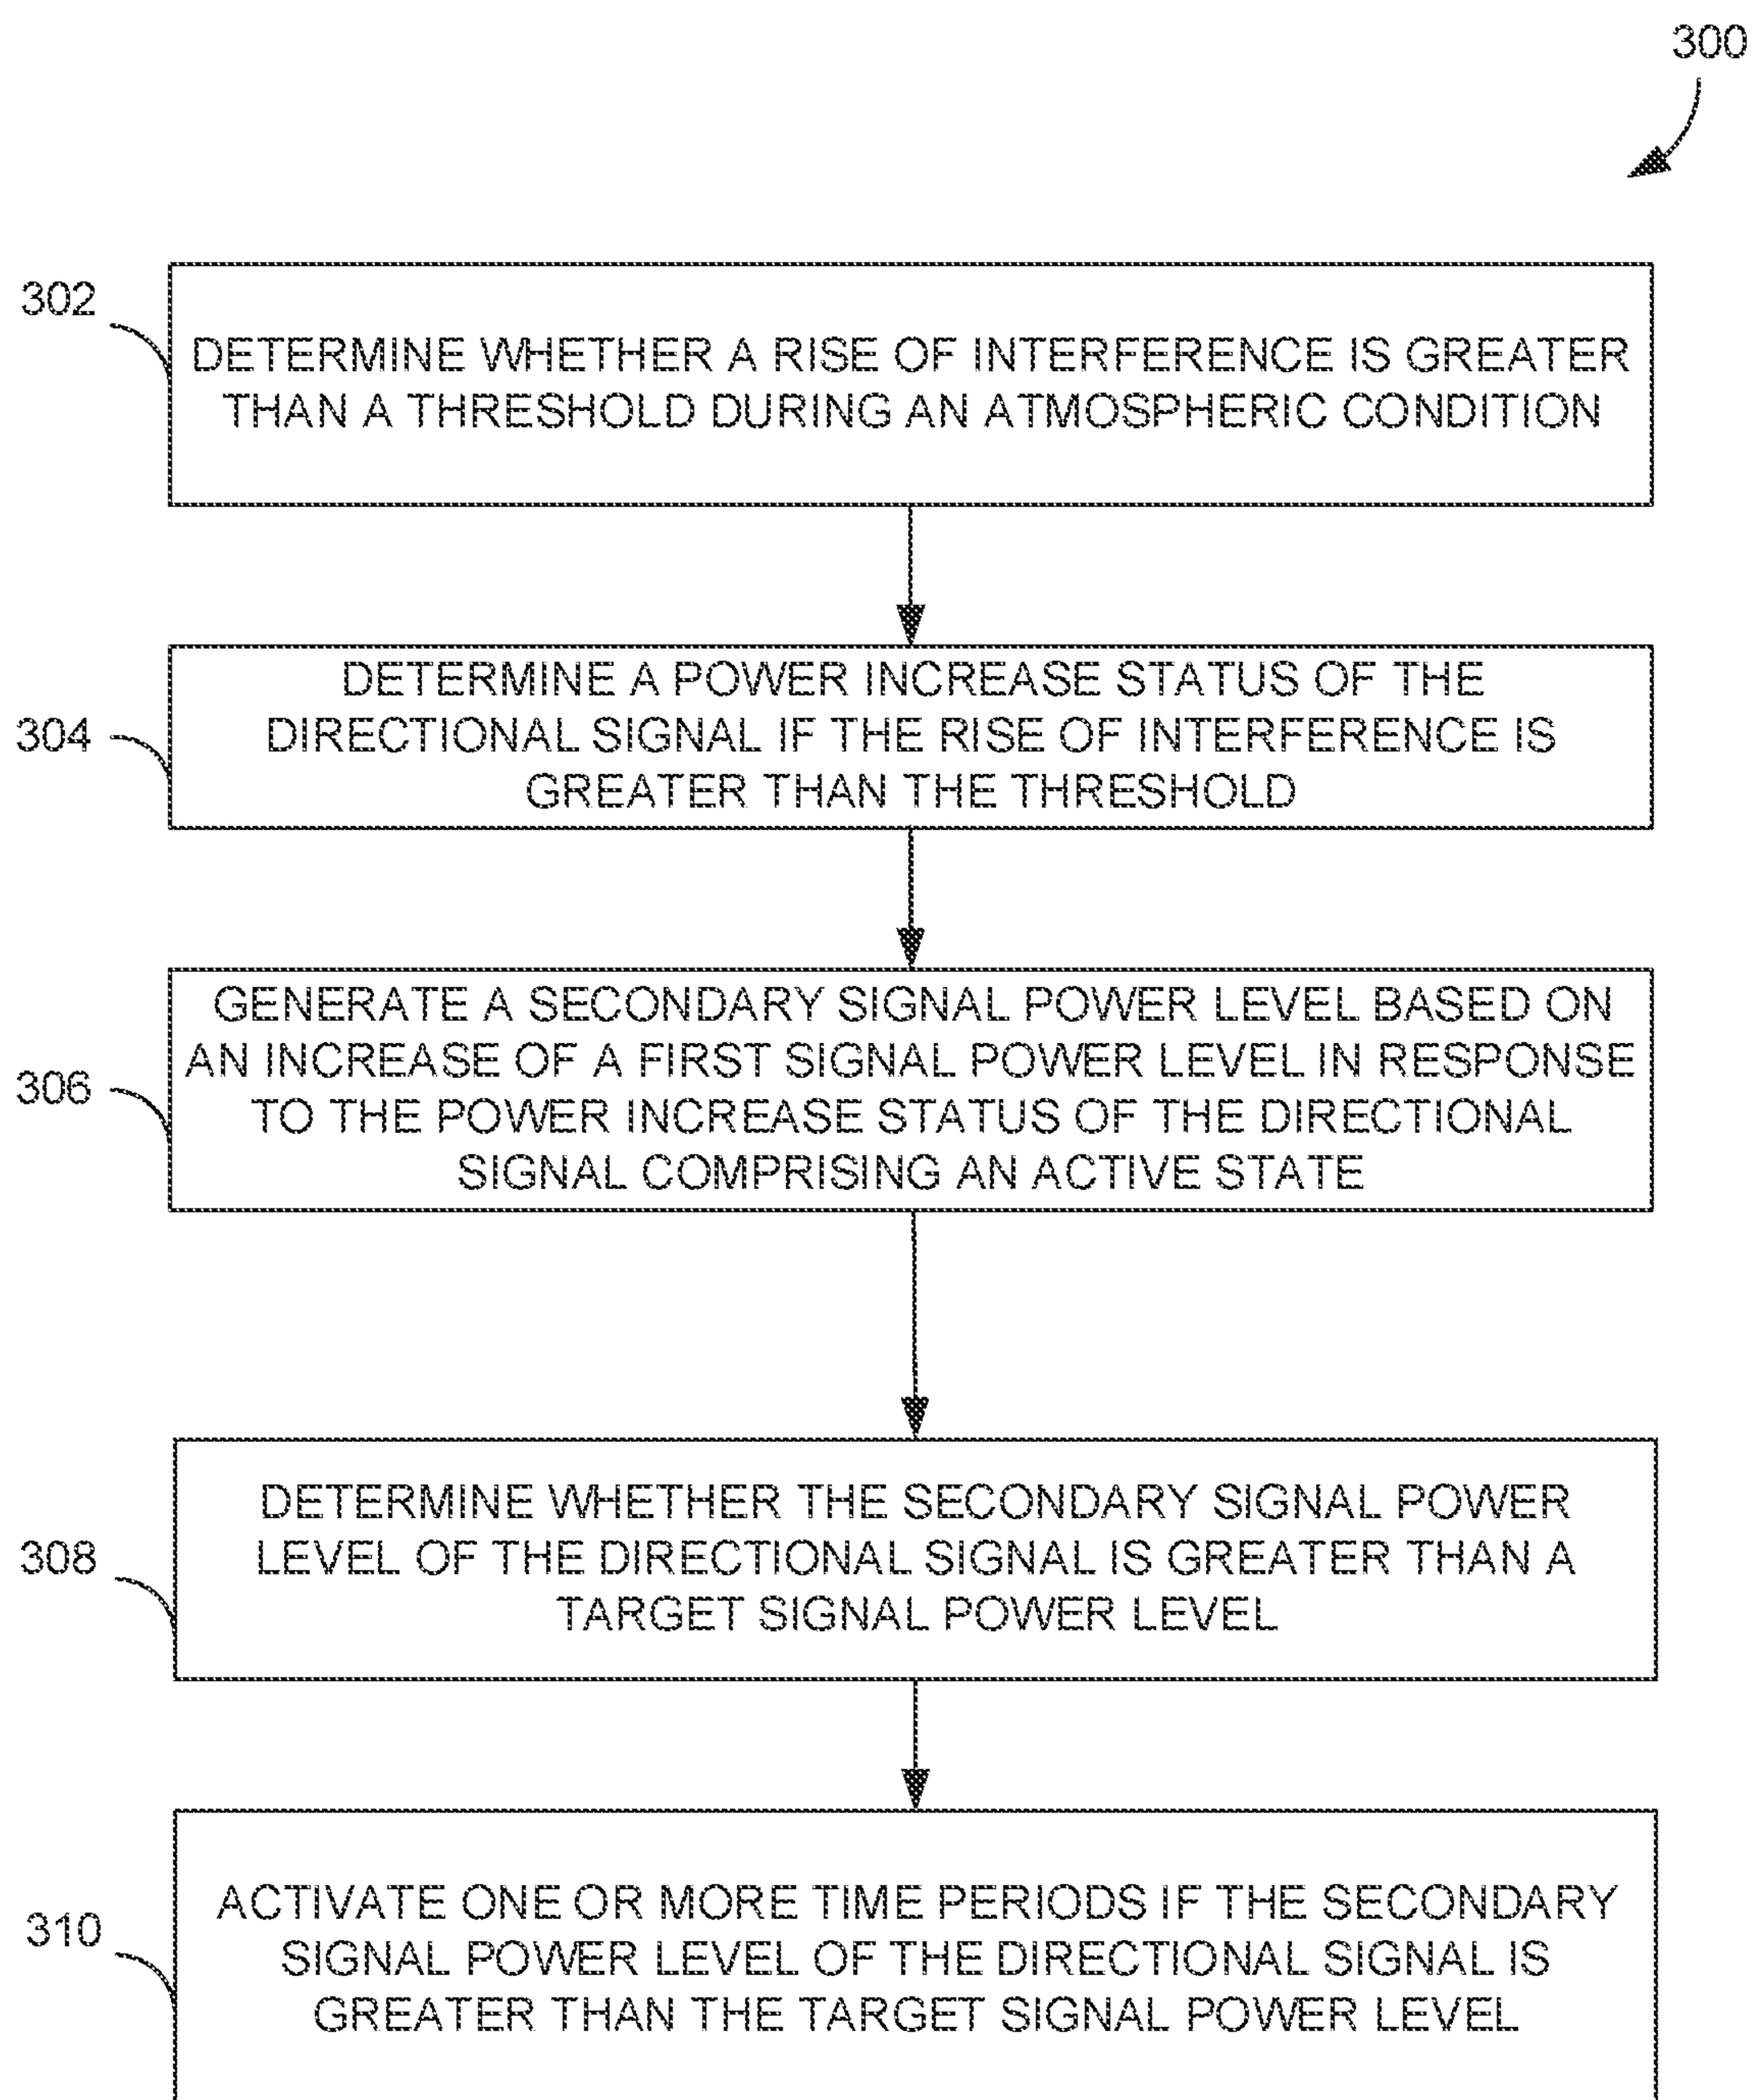 300
302
DETERMINE WHETHER A RISE OF INTERFERENCE IS GREATER
THAN A THRESHOLD DURING AN ATMOSPHERIC CONDITION
304
DETERMINE A POWER INCREASE STATUS OF THE
DIRECTIONAL SIGNAL IF THE RISE OF INTERFERENCE IS
GREATER THAN THE THRESHOLD
306
GENERATE A SECONDARY SIGNAL POWER LEVEL BASED ON
AN INCREASE OF A FIRST SIGNAL POWER LEVEL IN RESPONSE
TO THE POWER INCREASE STATUS OF THE DIRECTIONAL
SIGNAL COMPRISING AN ACTIVE STATE
308
DETERMINE WHETHER THE SECONDARY SIGNAL POWER
LEVEL OF THE DIRECTIONAL SIGNAL IS GREATER THAN A
TARGET SIGNAL POWER LEVEL
310
ACTIVATE ONE OR MORE TIME PERIODS IF THE SECONDARY
SIGNAL POWER LEVEL OF THE DIRECTIONAL SIGNAL IS
GREATER THAN THE TARGET SIGNAL POWER LEVEL